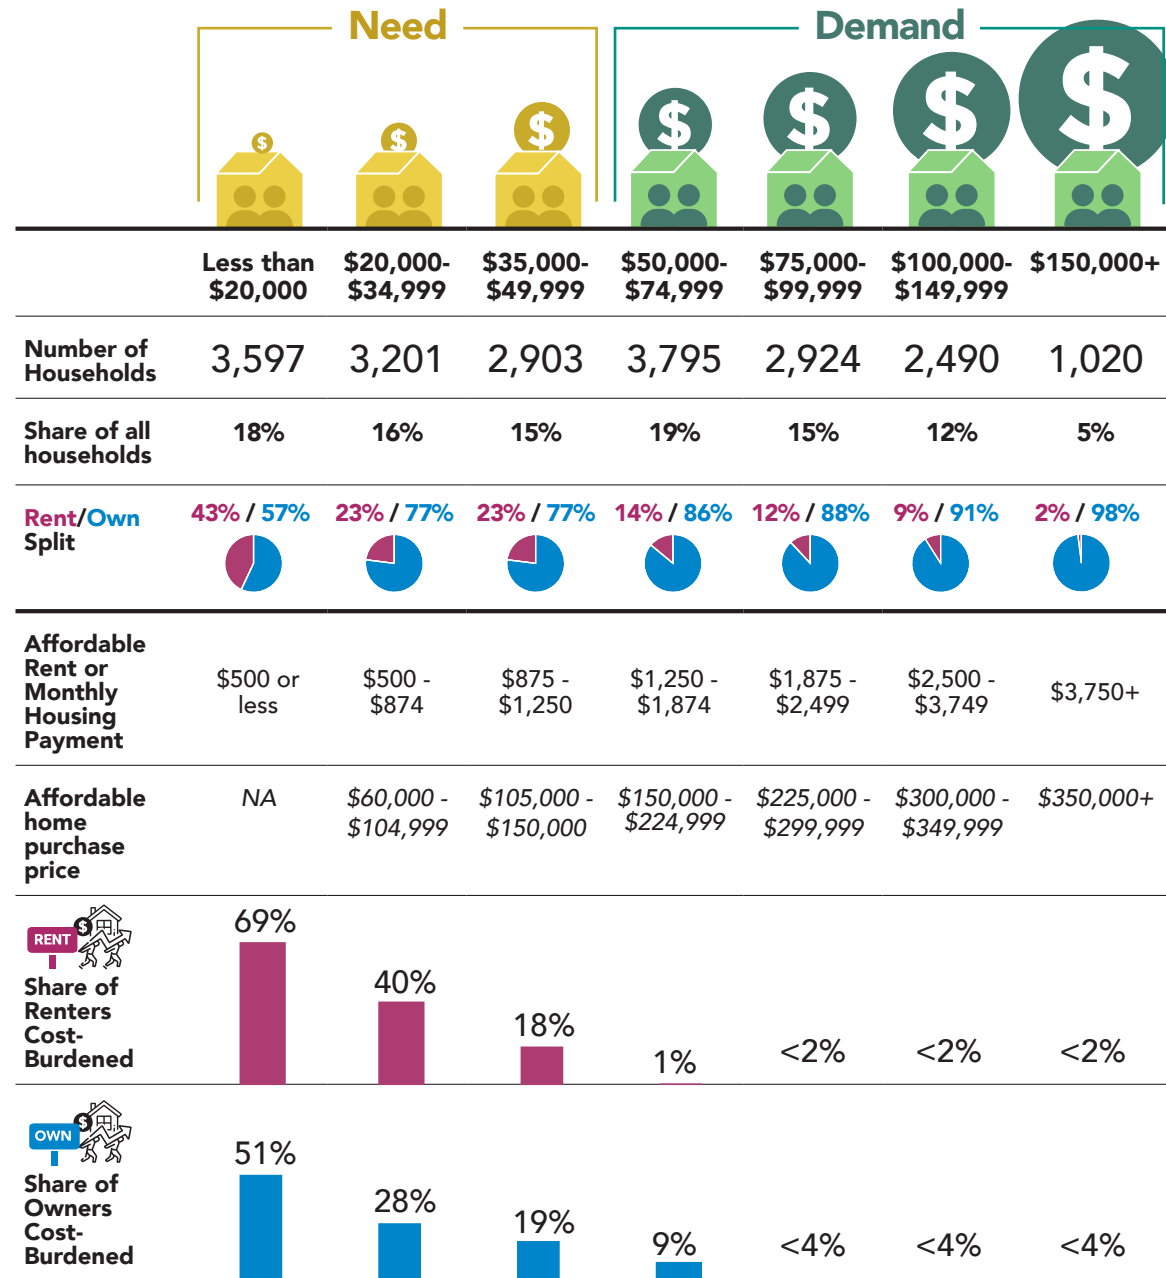 Need
Demand
$ $ $ $ $ $ $
Less than $20,000- $35,000- $50,000- $75,000- $100,000- $150,000+
$20,000 $34,999 $49,999 $74,999 $99,999 $149,999
Number of
Households
3,597 3,201 2,903 3,795 2,924 2,490 1,020
Share of all
households
18% 16% 15% 19% 15% 12% 5%
Rent/Own
Split
43% / 57% 23% / 77% 23% / 77% 14% / 86% 12% / 88% 9% / 91% 2% / 98%
Affordable
Rent or
Monthly
Housing
Payment
$500 or $500 - $875 - $1,250 - $1,875 - $2,500 - $3,750+
less $874 $1,250 $1,874 $2,499 $3,749
Affordable
home
purchase
price
NA $60,000 - $105,000 - $150,000 - $225,000 - $300,000 - $350,000+
$104,999 $150,000 $224,999 $299,999 $349,999
$
RENT
Share of
Renters
Cost-
Burdened
69% 40% 18% 1% <2% <2% <2%
$
OWN
Share of
Owners
Cost-
Burdened
51% 28% 19% 9% <4% <4% <4%